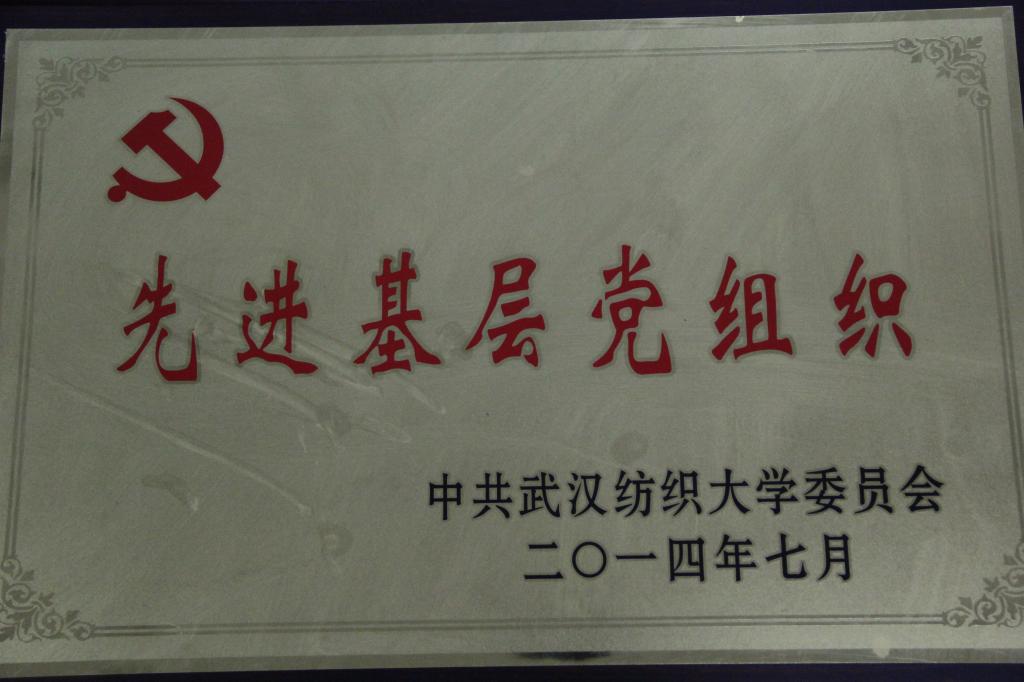 先进基层党组织
中共武汉纺织大学委员会
二〇一四年七月